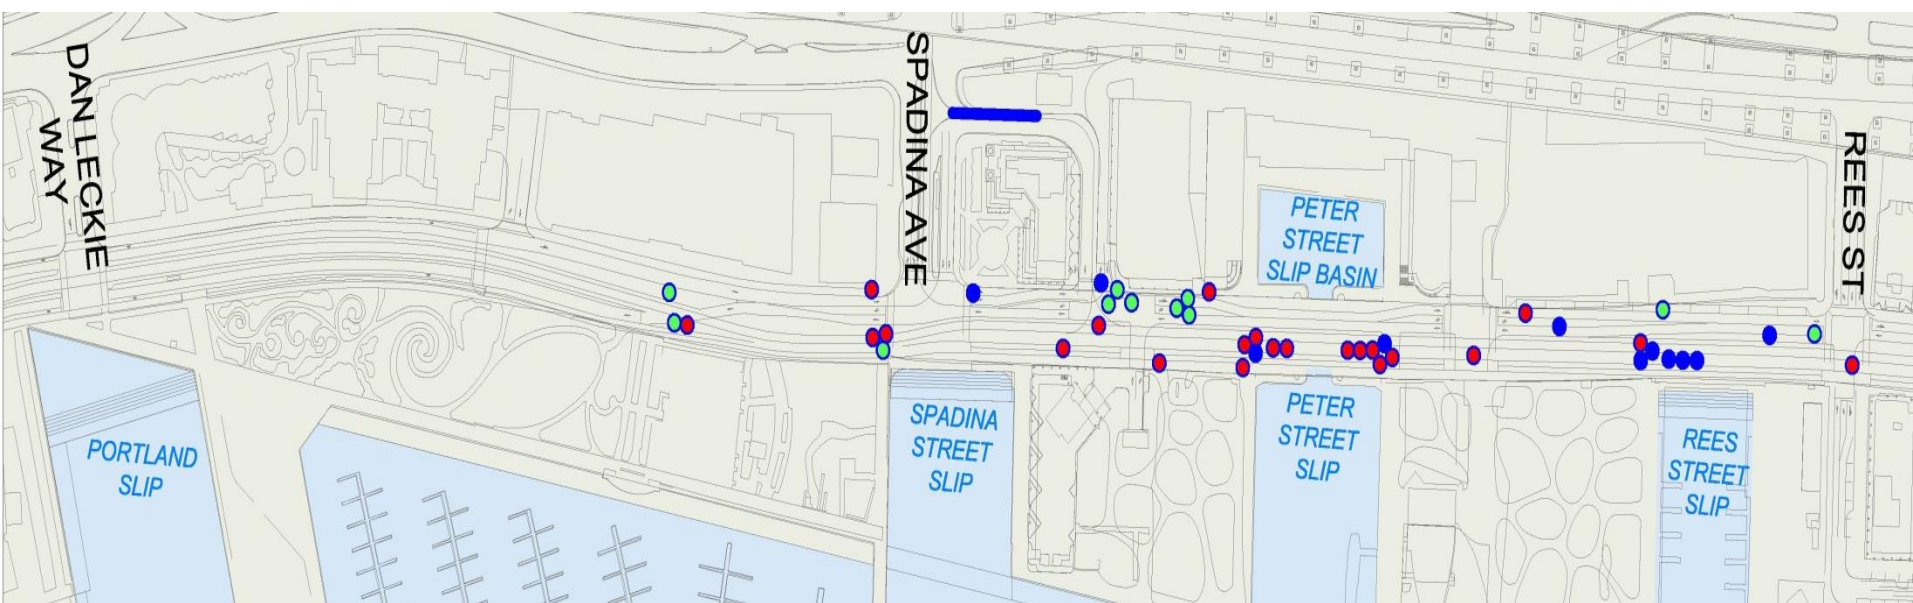 DAN LECKIE
WAY
SPADINA AVE
REES ST
PETER
STREET
SLIP BASIN
PORTLAND
SLIP
SPADINA
STREET
SLIP
PETER
STREET
SLIP
REES
STREET
SLIP